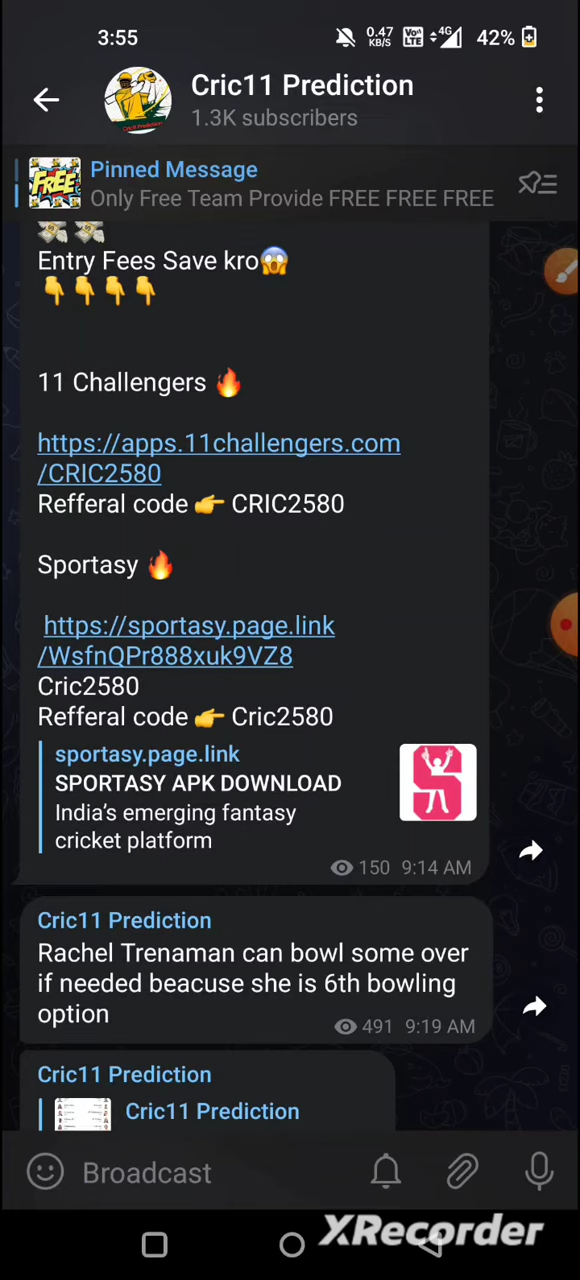 3:55
0.47
KB/S
Vo
LTE
4G
42%
Cric11 Prediction
1.3K subscribers
FREE
Pinned Message
Only Free Team Provide FREE FREE FREE
Entry Fees Save kro😱
👇👇👇👇
11 Challengers 🔥
https://apps.11challengers.com
/CRIC2580
Refferal code 👉 CRIC2580
Sportasy 🔥
https://sportasy.page.link
/WsfnQPr888xuk9VZ8
Cric2580
Refferal code 👉 Cric2580
sportasy.page.link
SPORTASY APK DOWNLOAD
India's emerging fantasy
cricket platform
150 9:14 AM
Cric11 Prediction
Rachel Trenaman can bowl some over
if needed beacuse she is 6th bowling
option
491 9:19 AM
Cric11 Prediction
Cric11 Prediction
Broadcast
XRecorder